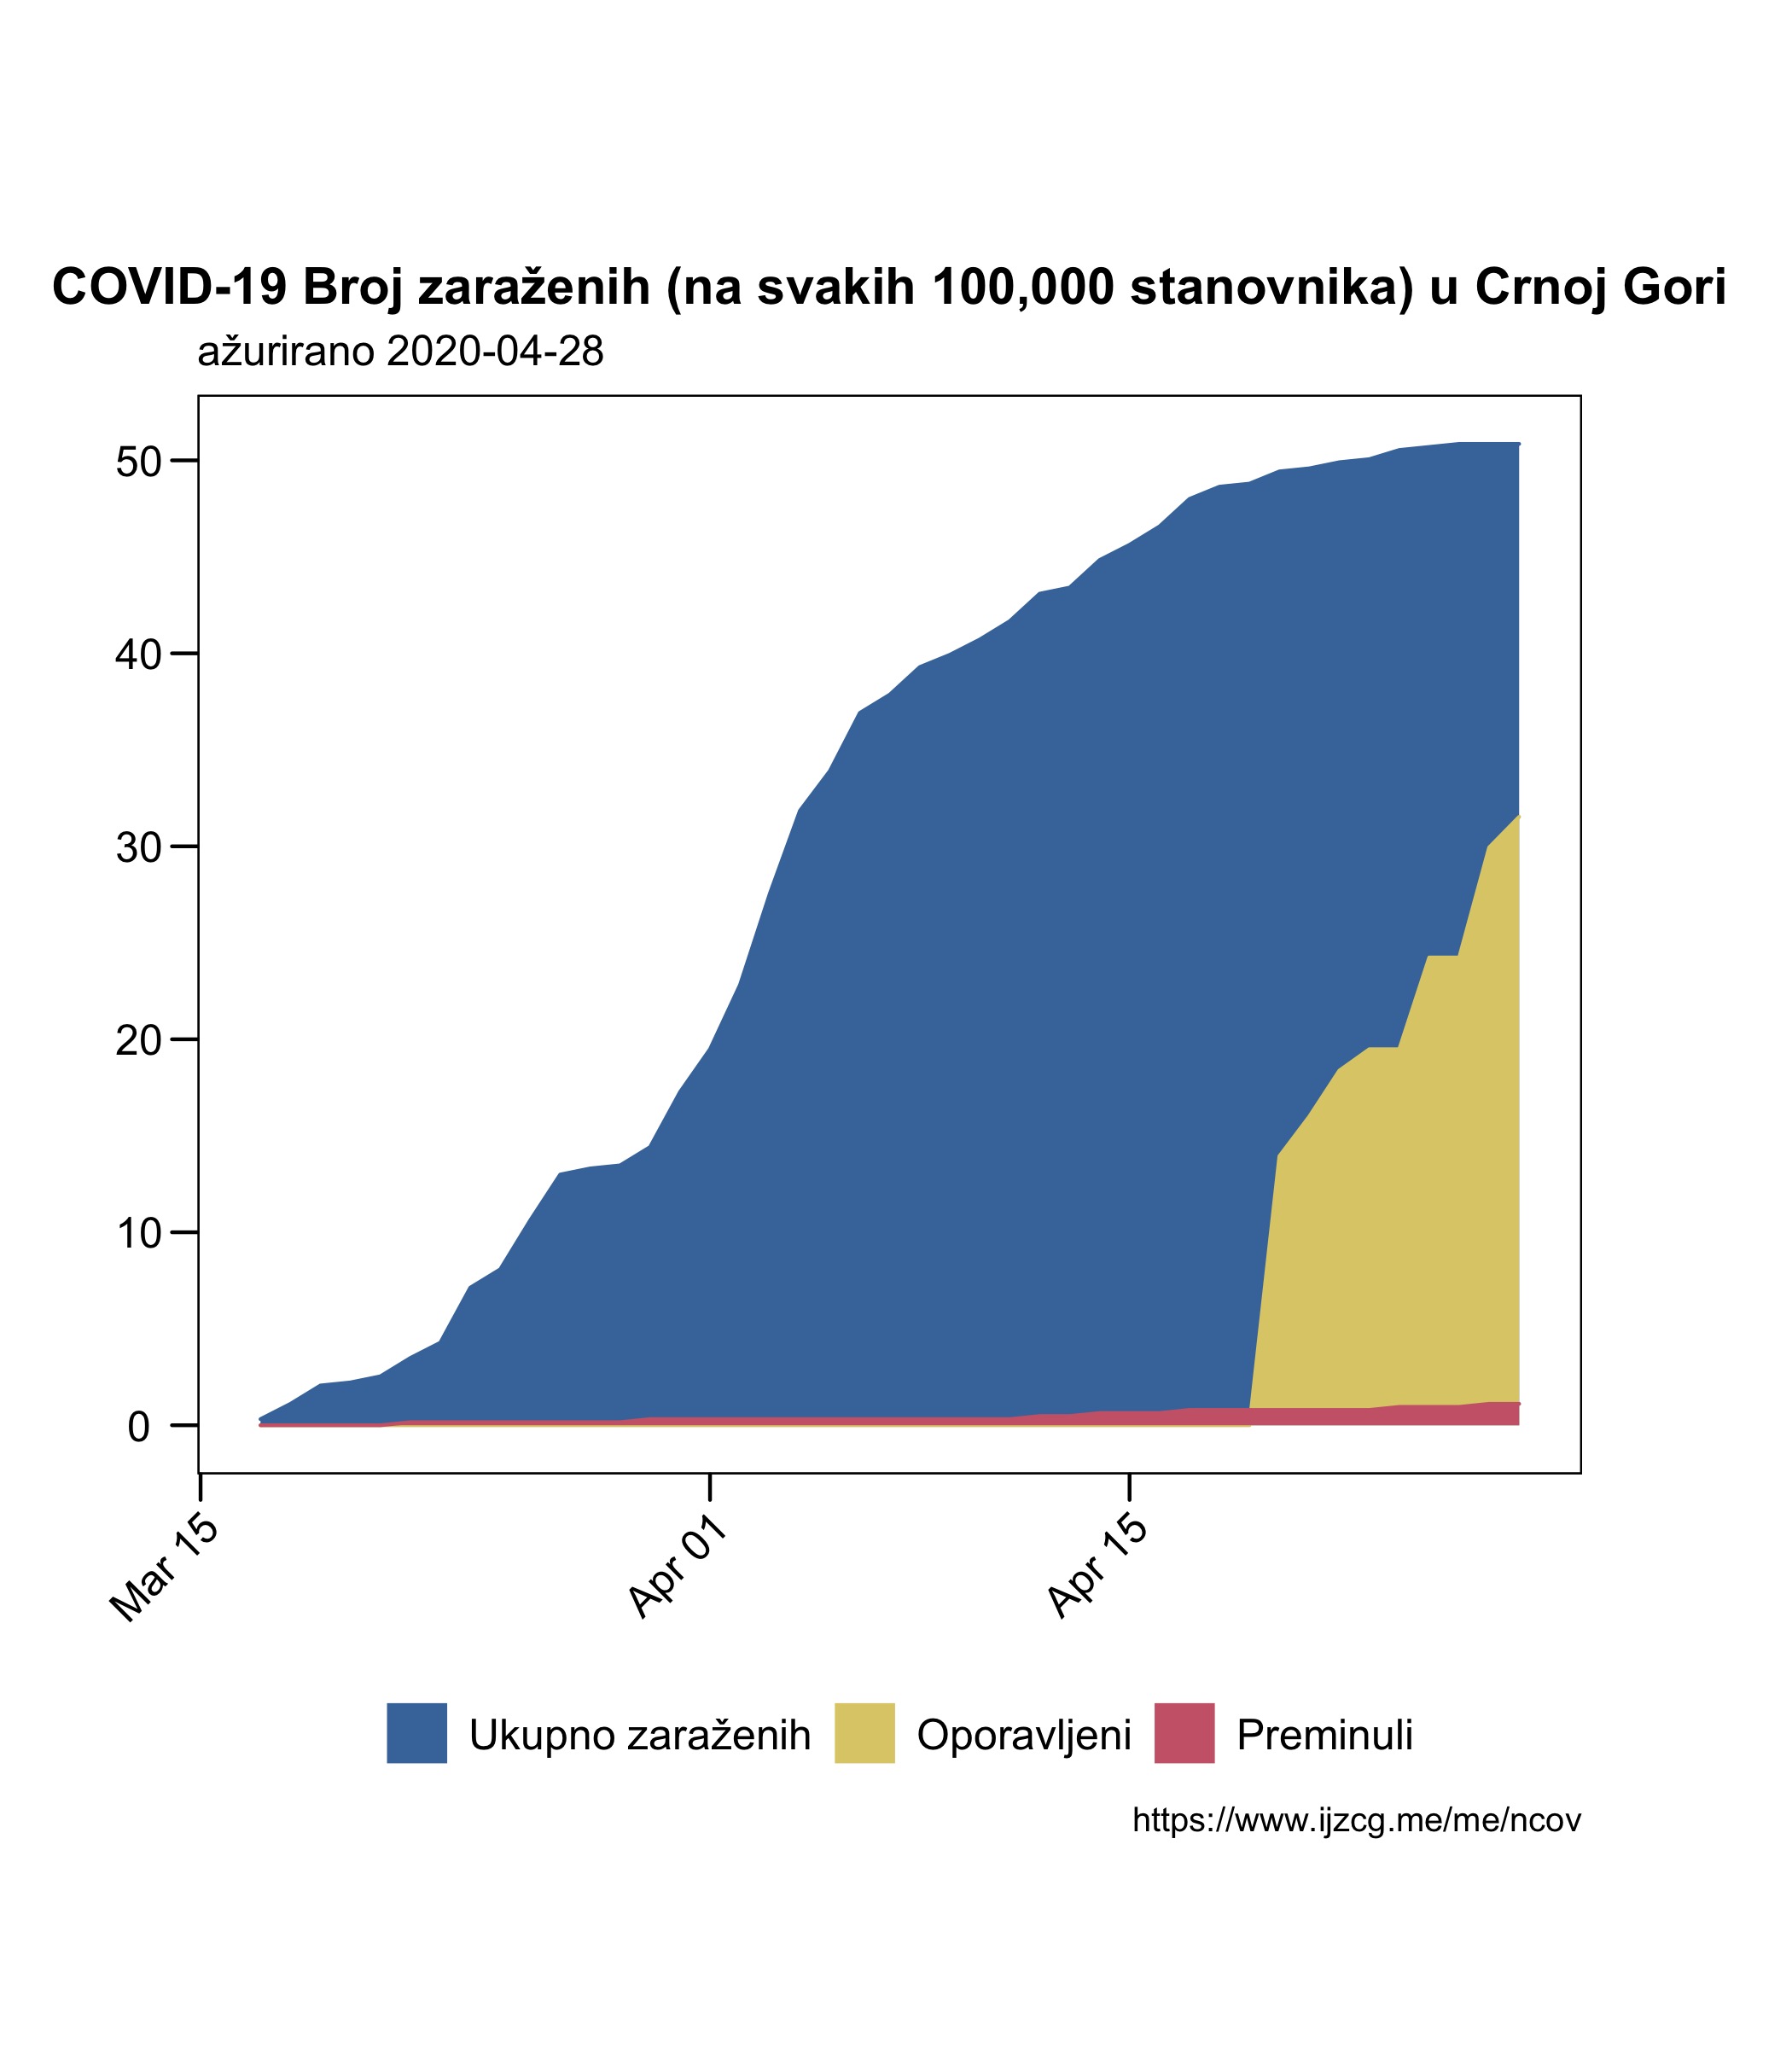 COVID-19 Broj zaraženih (na svakih 100,000 stanovnika) u Crnoj Gori
ažurirano 2020-04-28
50
40
30
20
10
0
Mar 15
Apr 01
Apr 15
Ukupno zaraženih
Oporavljeni
Preminuli
https://www.ijzcg.me/me/ncov